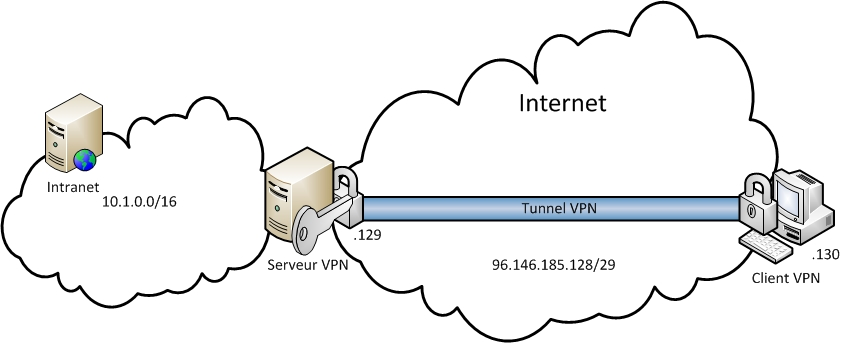 Internet
Intranet
10.1.0.0/16
Tunnel VPN
.129
Serveur VPN
96.146.185.128/29
.130
Client VPN